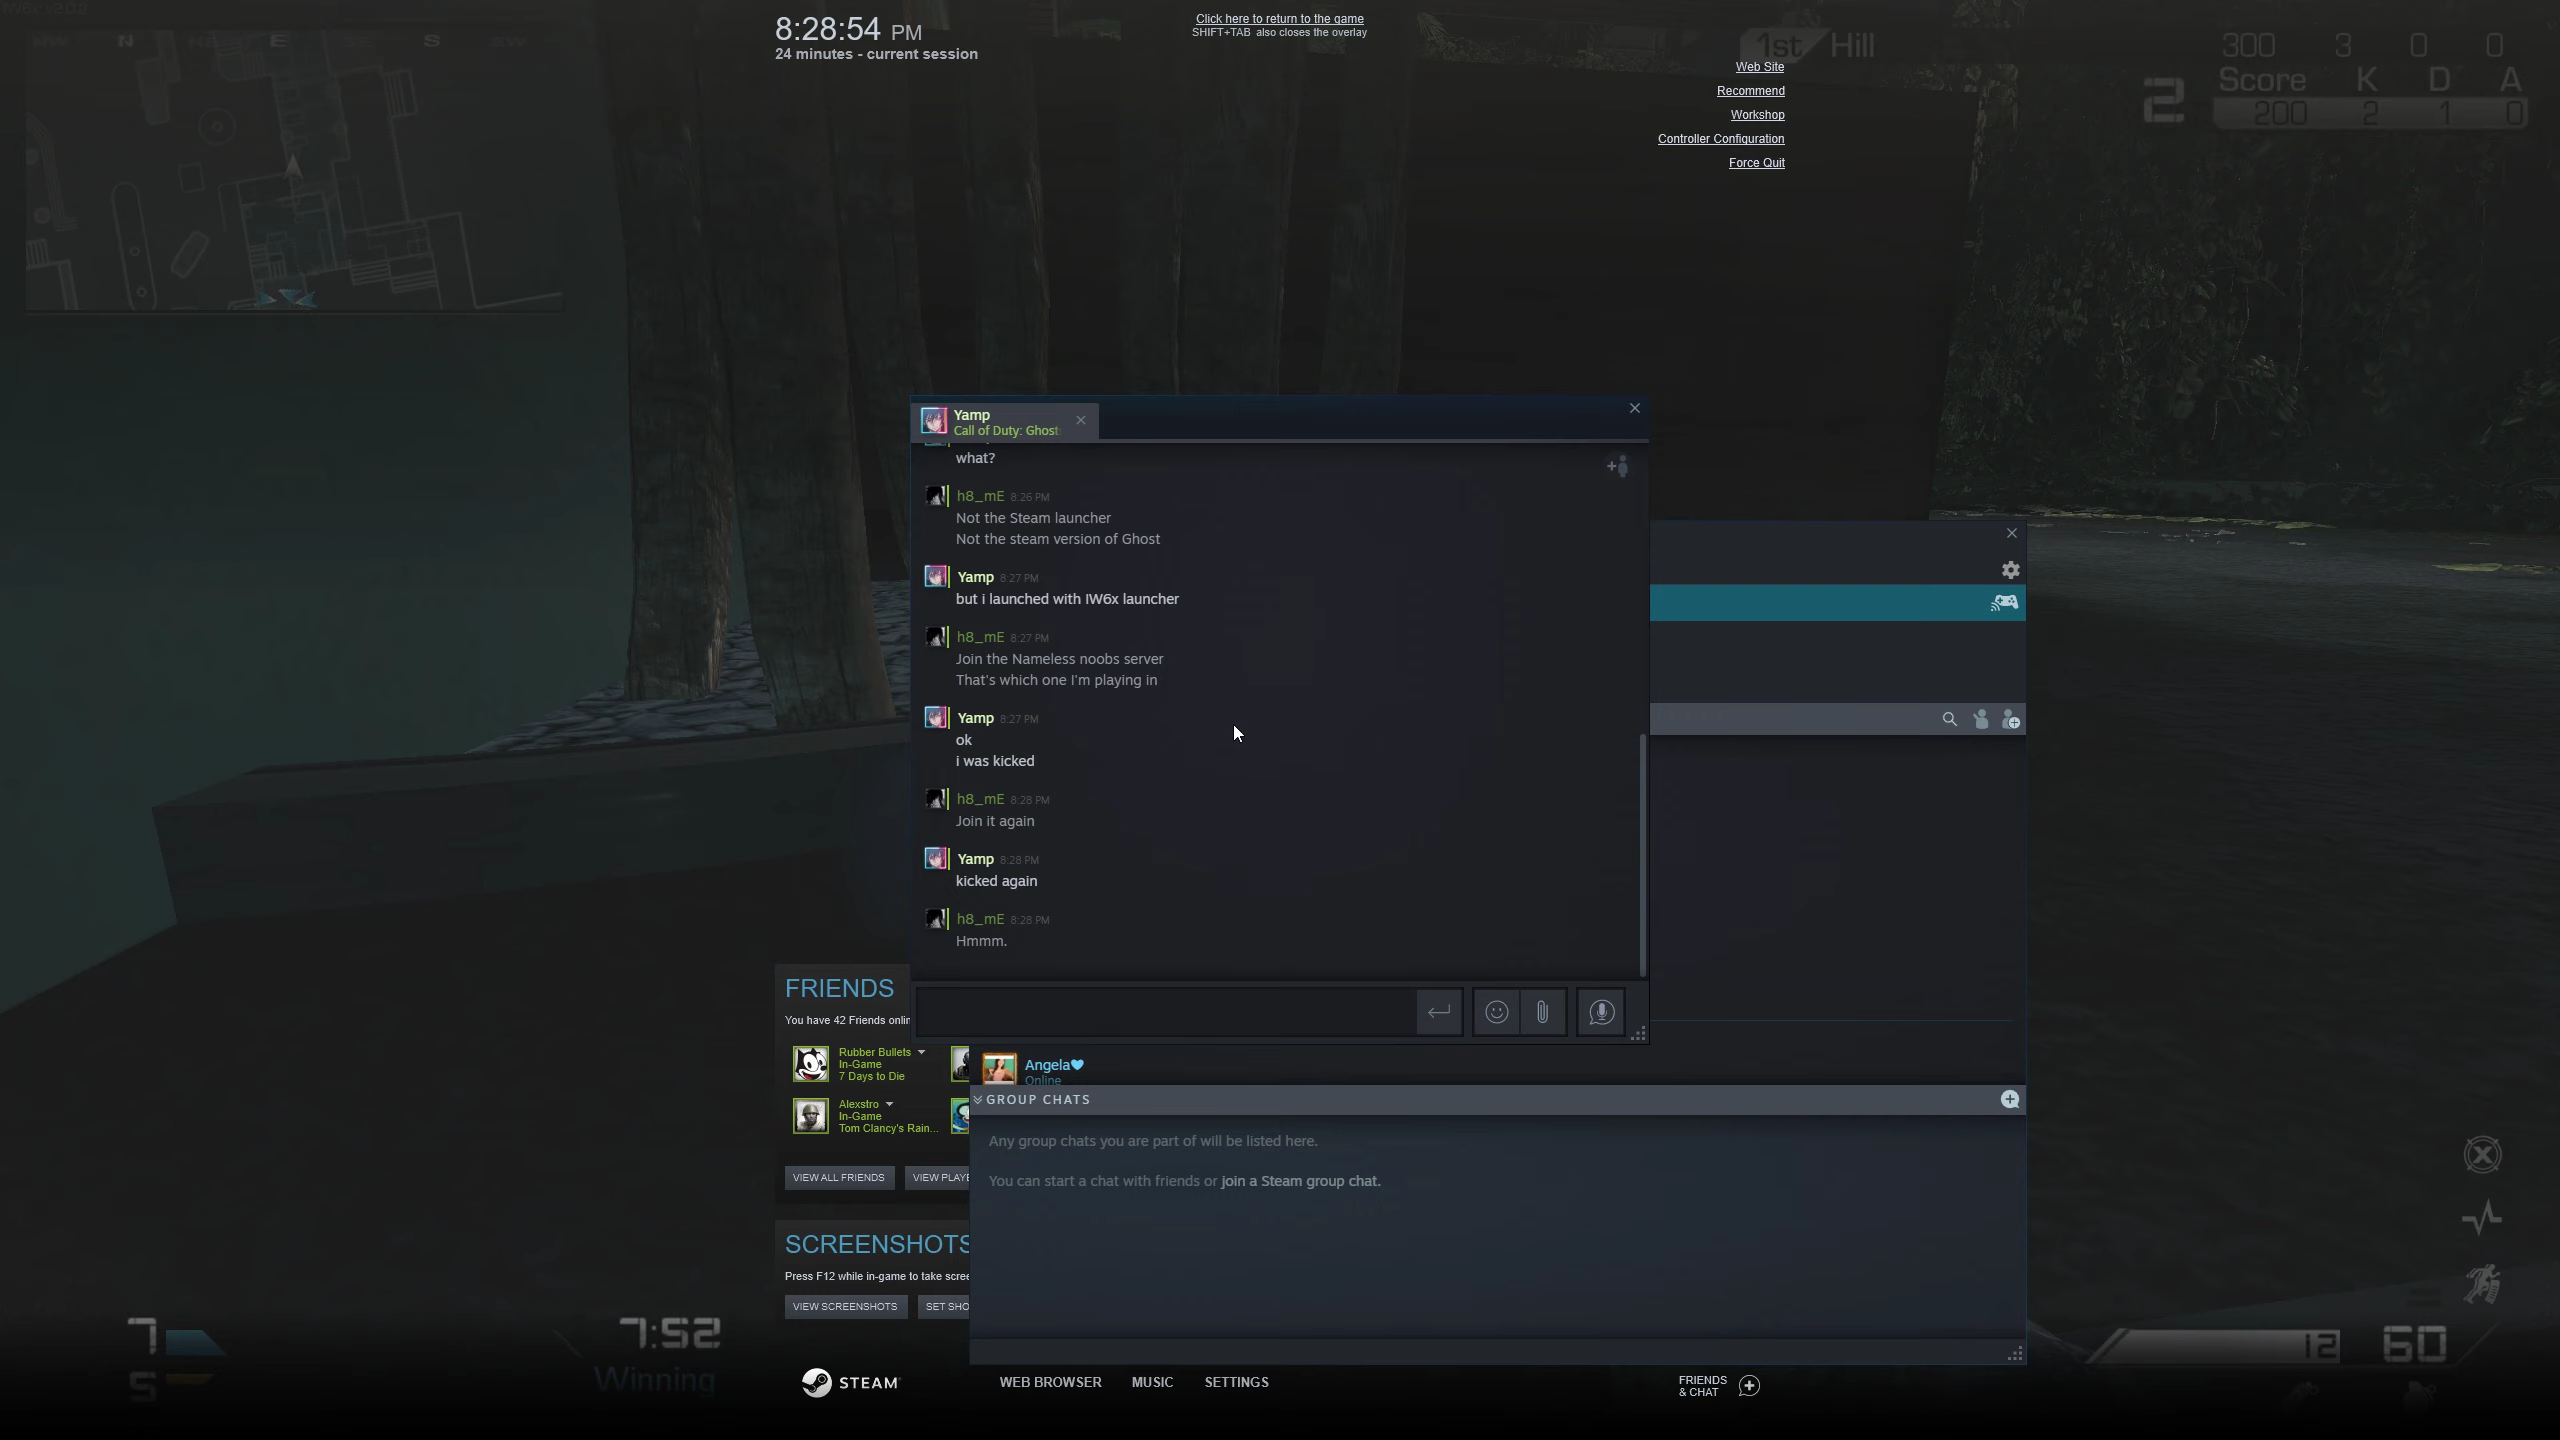 IW6x v2.0.2
NW N NE E SE S SW
8:28:54 PM
24 minutes - current session
Click here to return to the game
SHIFT+TAB also closes the overlay
1st Hill
Web Site
Recommend
Workshop
Controller Configuration
Force Quit
300 3 0 0
Score K D A
2 200 2 1 0
Yamp
Call of Duty: Ghost
what?
h8_mE 8:26 PM
Not the Steam launcher
Not the steam version of Ghost
Yamp 8:27 PM
but i launched with IW6x launcher
h8_mE 8:27 PM
Join the Nameless noobs server
That's which one I'm playing in
Yamp 8:27 PM
ok
i was kicked
h8_mE 8:28 PM
Join it again
Yamp 8:28 PM
kicked again
h8_mE 8:28 PM
Hmmm.
FRIENDS
You have 42 Friends onlin
Rubber Bullets
In-Game
7 Days to Die
Alexstro
In-Game
Tom Clancy's Rain...
VIEW ALL FRIENDS
VIEW PLAYE
Angela
Online
GROUP CHATS
Any group chats you are part of will be listed here.
You can start a chat with friends or join a Steam group chat.
SCREENSHOTS
Press F12 while in-game to take scree
VIEW SCREENSHOTS
SET SHO
7
5
7:52
Winning
12 60
STEAM
WEB BROWSER
MUSIC
SETTINGS
FRIENDS
& CHAT